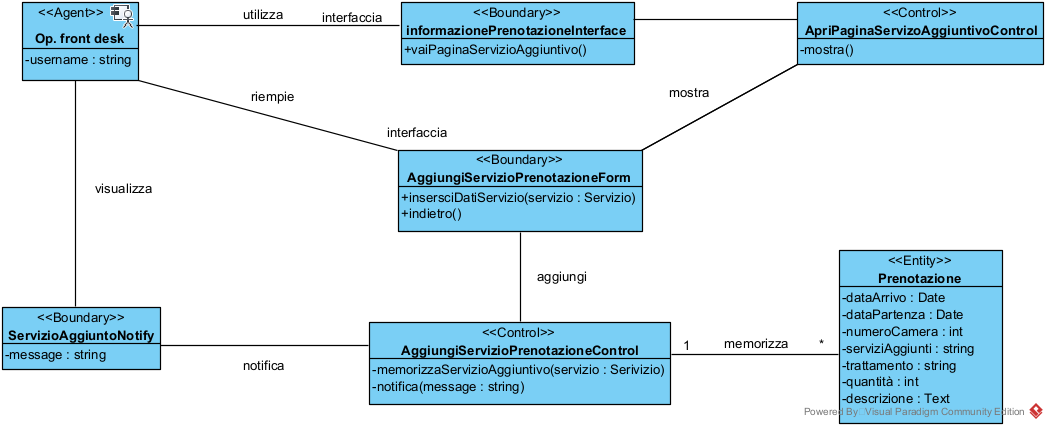 <<Agent>>
Op. front desk
-username : string
utilizza
interfaccia
<<Boundary>>
informazionePrenotazioneInterface
+vaiPaginaServizioAggiuntivo()
<<Control>>
ApriPaginaServizoAggiuntivoControl
-mostra()
riempie
interfaccia
mostra
<<Boundary>>
AggiungiServizioPrenotazioneForm
+insersciDatiServizio(servizio : Servizio)
+indietro()
visualizza
aggiungi
<<Boundary>>
ServizioAggiuntoNotify
-message : string
notifica
<<Control>>
AggiungiServizioPrenotazioneControl
-memorizzaServizioAggiuntivo(servizio : Serivizio)
-notifica(message : string)
1
memorizza
*
<<Entity>>
Prenotazione
-dataArrivo : Date
-dataPartenza : Date
-numeroCamera : int
-serviziAggiunti : string
-trattamento : string
-quantità : int
-descrizione : Text
Powered By Visual Paradigm Community Edition